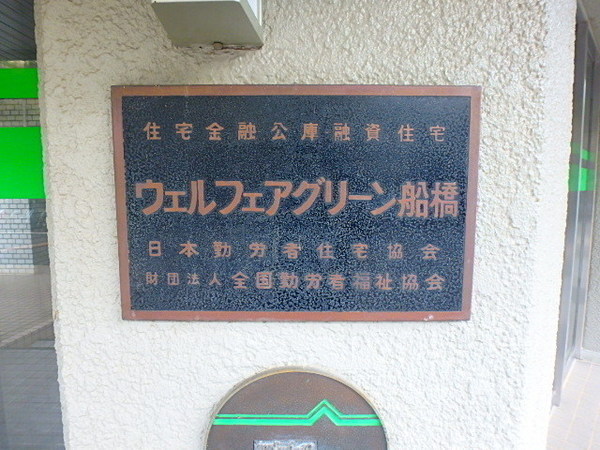 住宅金融公庫融資住宅
ウェルフェアグリーン船橋
日本勤労者住宅協会
財団法人全国勤労者福祉協会